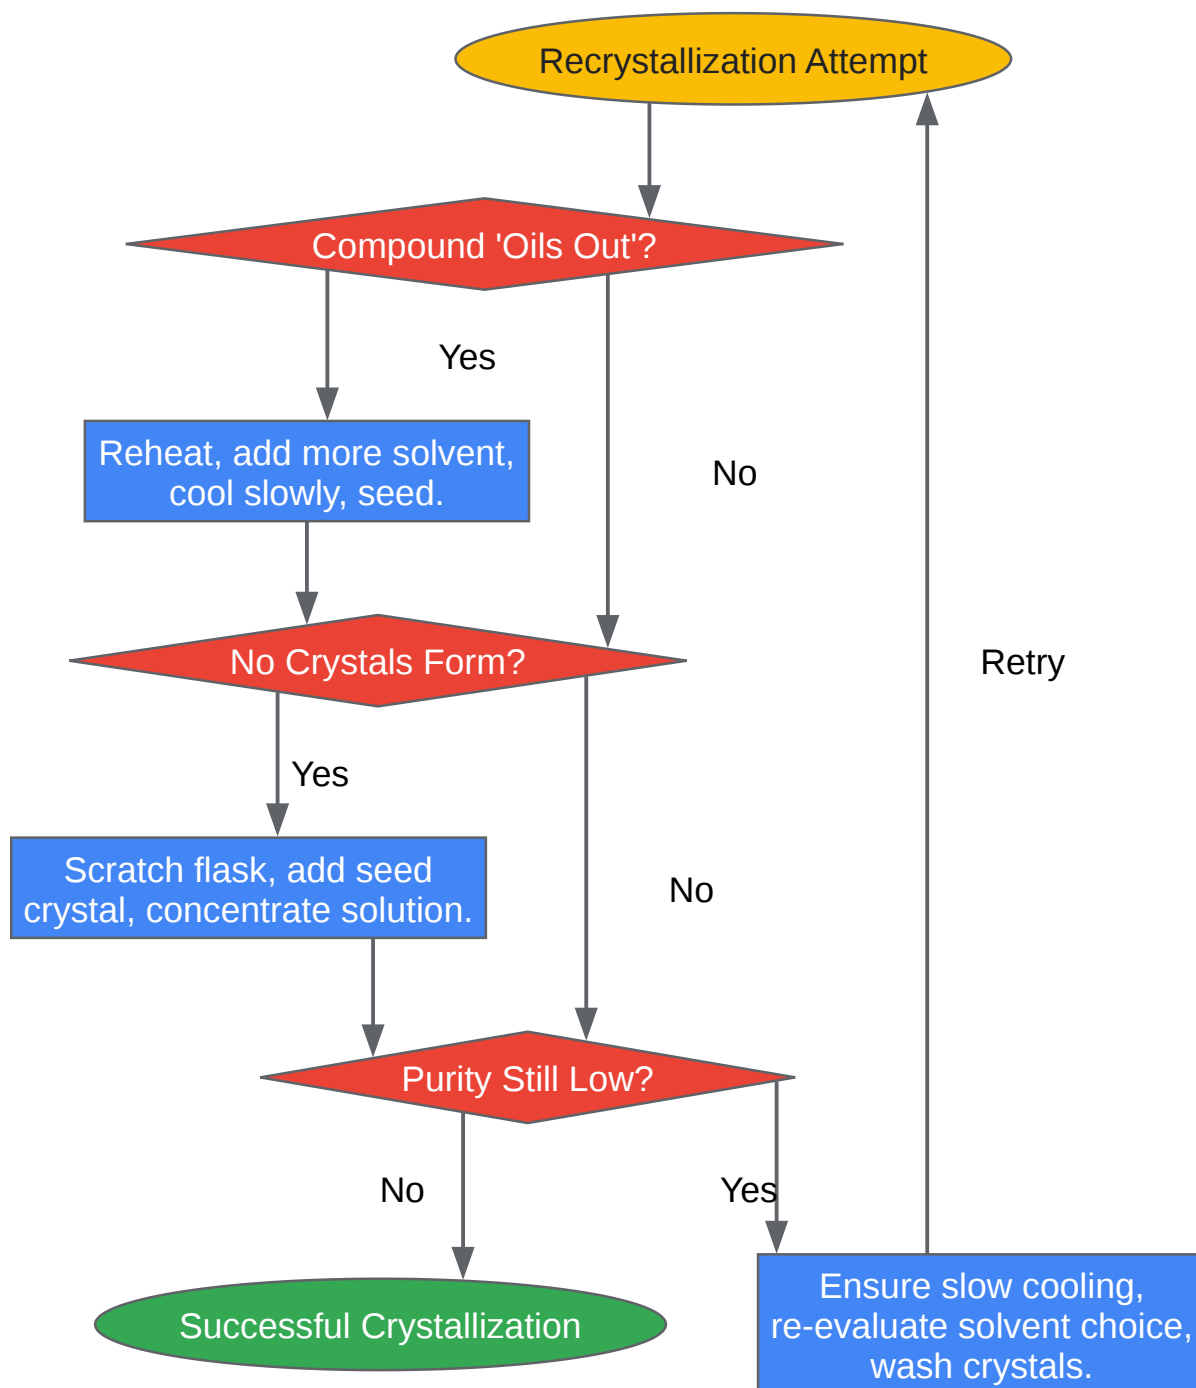 Recrystallization Attempt
Compound 'Oils Out'?
Yes
Reheat, add more solvent,
cool slowly, seed.
No
No Crystals Form?
Retry
Yes
Scratch flask, add seed
crystal, concentrate solution.
No
Purity Still Low?
No
Yes
Successful Crystallization
Ensure slow cooling,
re-evaluate solvent choice,
wash crystals.